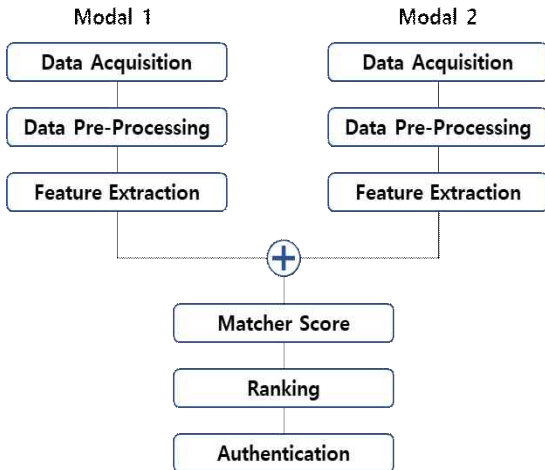 Modal 1
Modal 2
Data Acquisition
Data Acquisition
Data Pre-Processing
Data Pre-Processing
Feature Extraction
Feature Extraction
+
Matcher Score
Ranking
Authentication